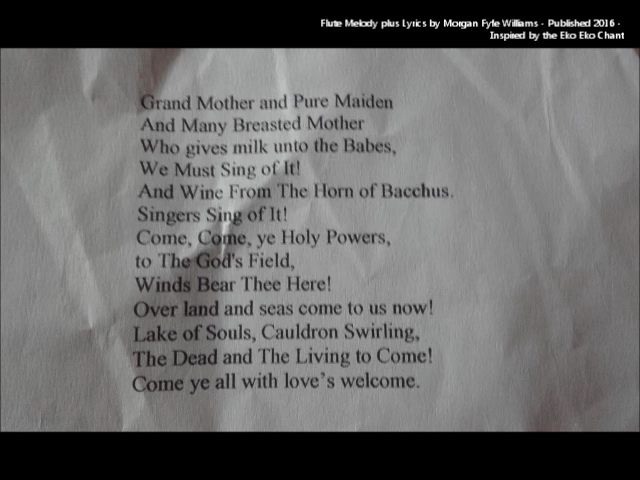 Flute Melody plus Lyrics by Morgan Fyfe Williams - Published 2016 -
Inspired by the Eko Eko Chant
Grand Mother and Pure Maiden
And Many Breasted Mother
Who gives milk unto the Babes,
We Must Sing of It!
And Wine From The Horn of Bacchus.
Singers Sing of It!
Come, Come, ye Holy Powers,
to The God's Field,
Winds Bear Thee Here!
Over land and seas come to us now!
Lake of Souls, Cauldron Swirling,
The Dead and The Living to Come!
Come ye all with love's welcome.